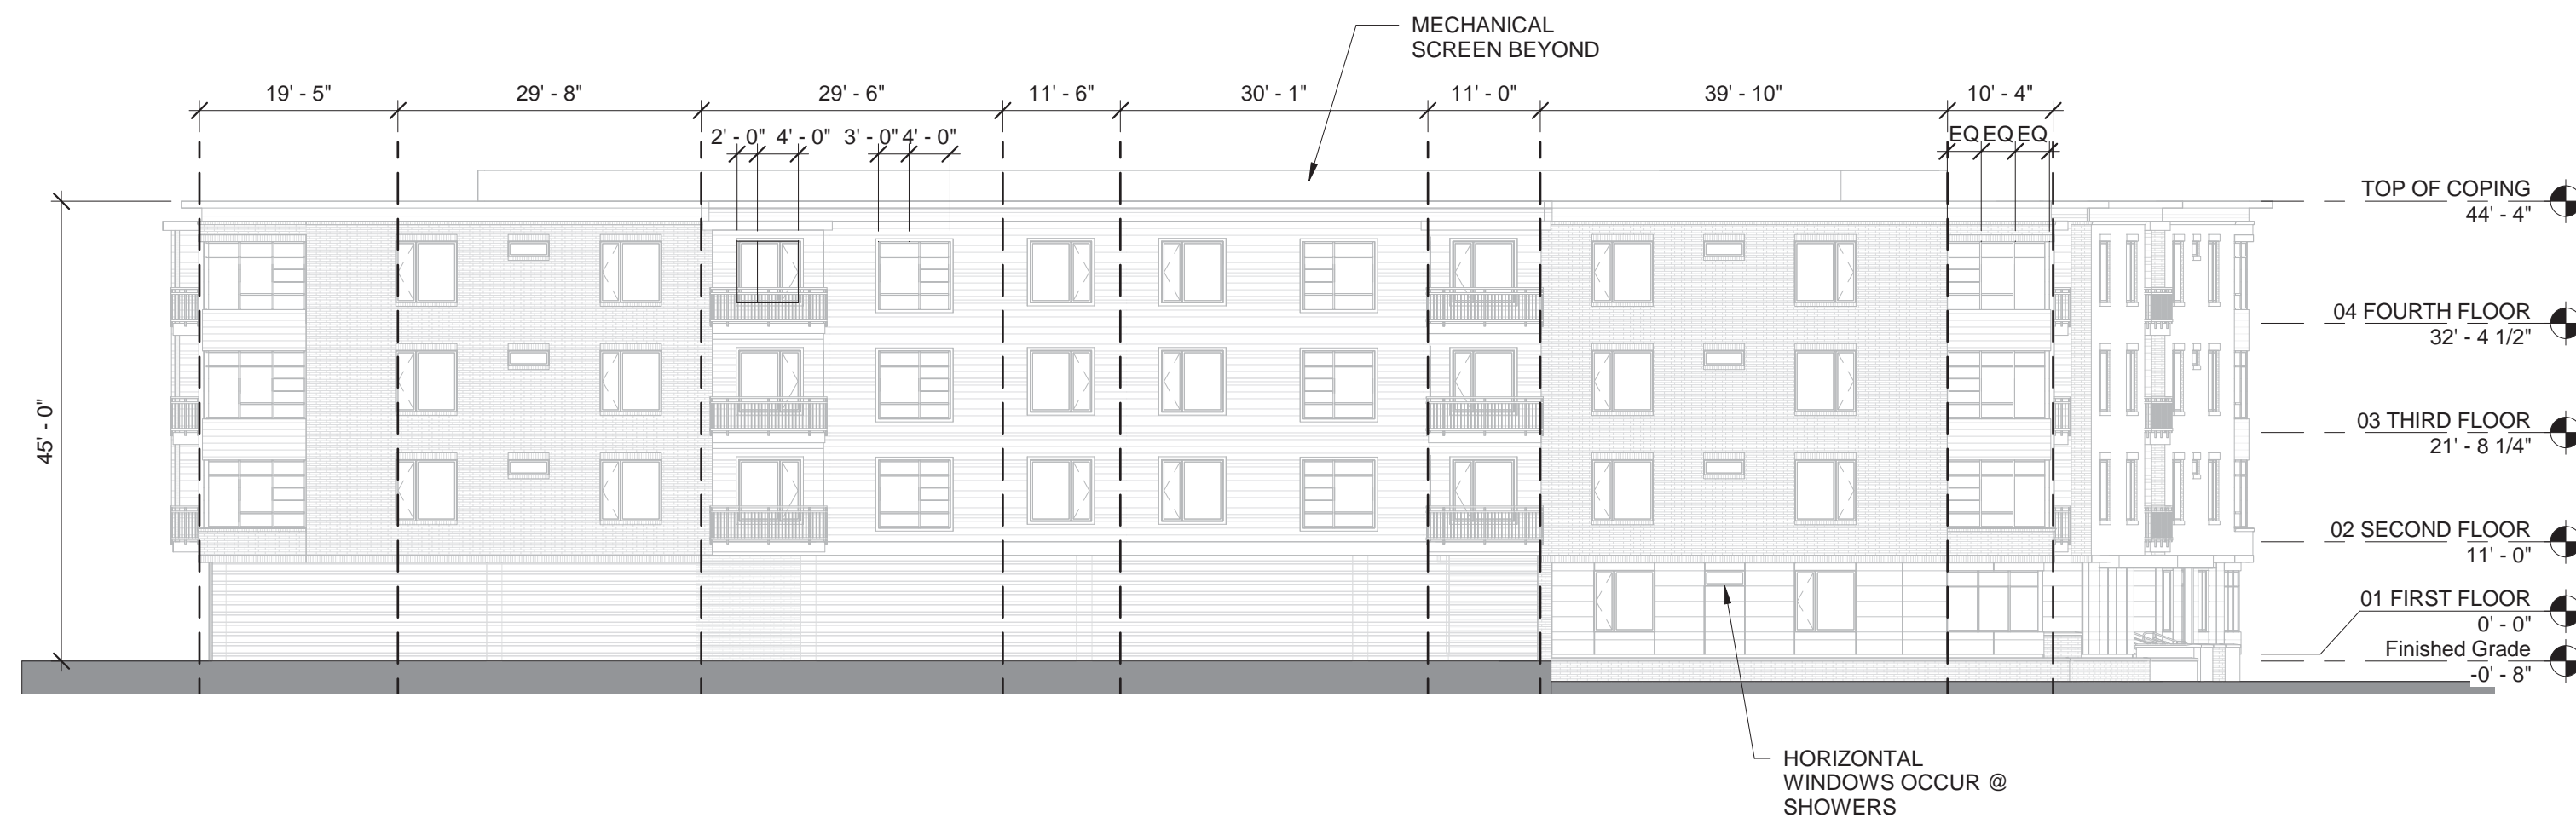 MECHANICAL
SCREEN BEYOND
19' - 5" 29' - 8" 29' - 6" 11' - 6" 30' - 1" 11' - 0" 39' - 10" 10' - 4"
2' - 0" 4' - 0" 3' - 0" 4' - 0" EQ EQ EQ
45' - 0"
TOP OF COPING
44' - 4"
04 FOURTH FLOOR
32' - 4 1/2"
03 THIRD FLOOR
21' - 8 1/4"
02 SECOND FLOOR
11' - 0"
01 FIRST FLOOR
0' - 0"
Finished Grade
-0' - 8"
HORIZONTAL
WINDOWS OCCUR @
SHOWERS